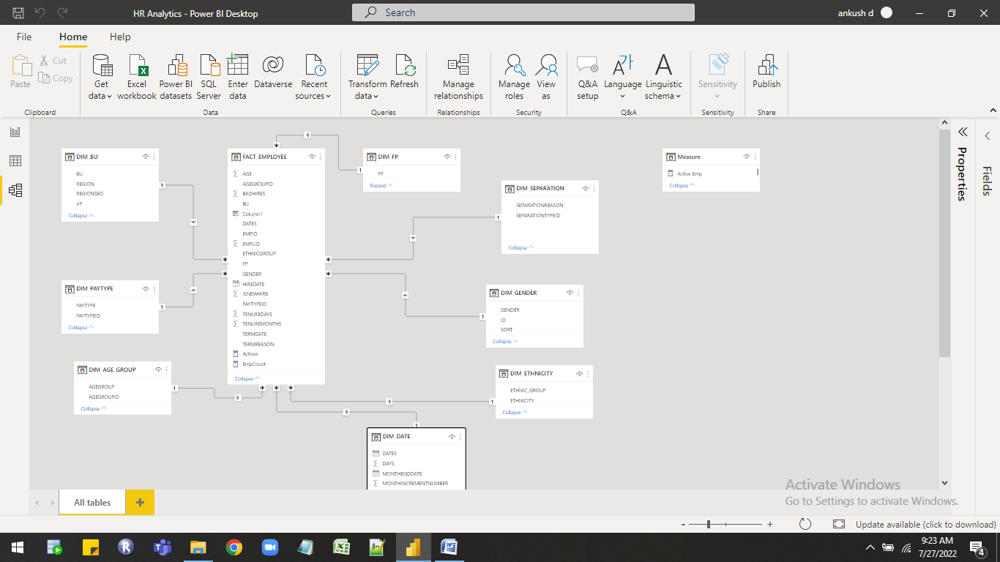 HR Analytics - Power BI Desktop
Search
ankush d
File
Home
Help
Paste
Cut
Copy
Get data
Excel workbook
Power BI datasets
SQL Server
Enter data
Dataverse
Recent sources
Transform data
Refresh
Manage relationships
Manage roles
View as
Q&A setup
Language
Linguistic schema
Sensitivity
Publish
Clipboard
Data
Queries
Relationships
Security
Q&A
Sensitivity
Share
DIM_BU
BU
REGION
REGIONSEQ
VP
Collapse
1
DIM_PAYTYPE
PAYTYPE
PAYTYPEID
Collapse
1
DIM_AGE_GROUP
AGEGROUP
AGEGROUPID
Collapse
1
FACT_EMPLOYEE
AGE
AGEGROUPID
BADHIRES
BU
Column1
DATES
EMPID
EMPLID
ETHNICGROUP
FP
GENDER
HIREDATE
ISNEWHIRE
PAYTYPEID
TENUREDAYS
TENUREMONTHS
TERMDATE
TERMREASON
Actives
EmpCount
Collapse
DIM_FP
1
FP
Expand
DIM_SEPARATION
SEPARATIONREASON
1
SEPARATIONTYPEID
Collapse
DIM_GENDER
GENDER
1
ID
SORT
Collapse
DIM_ETHNICITY
ETHNIC_GROUP
1
ETHNICITY
Collapse
1
DIM_DATE
DATES
DAYS
MONTHENDDATE
MONTHINCREMENTNUMBER
Measure
Active Emp
Collapse
Properties
Fields
Activate Windows
Go to Settings to activate Windows.
All tables
+
- +
Update available (click to download)
9:23 AM
7/27/2022
4